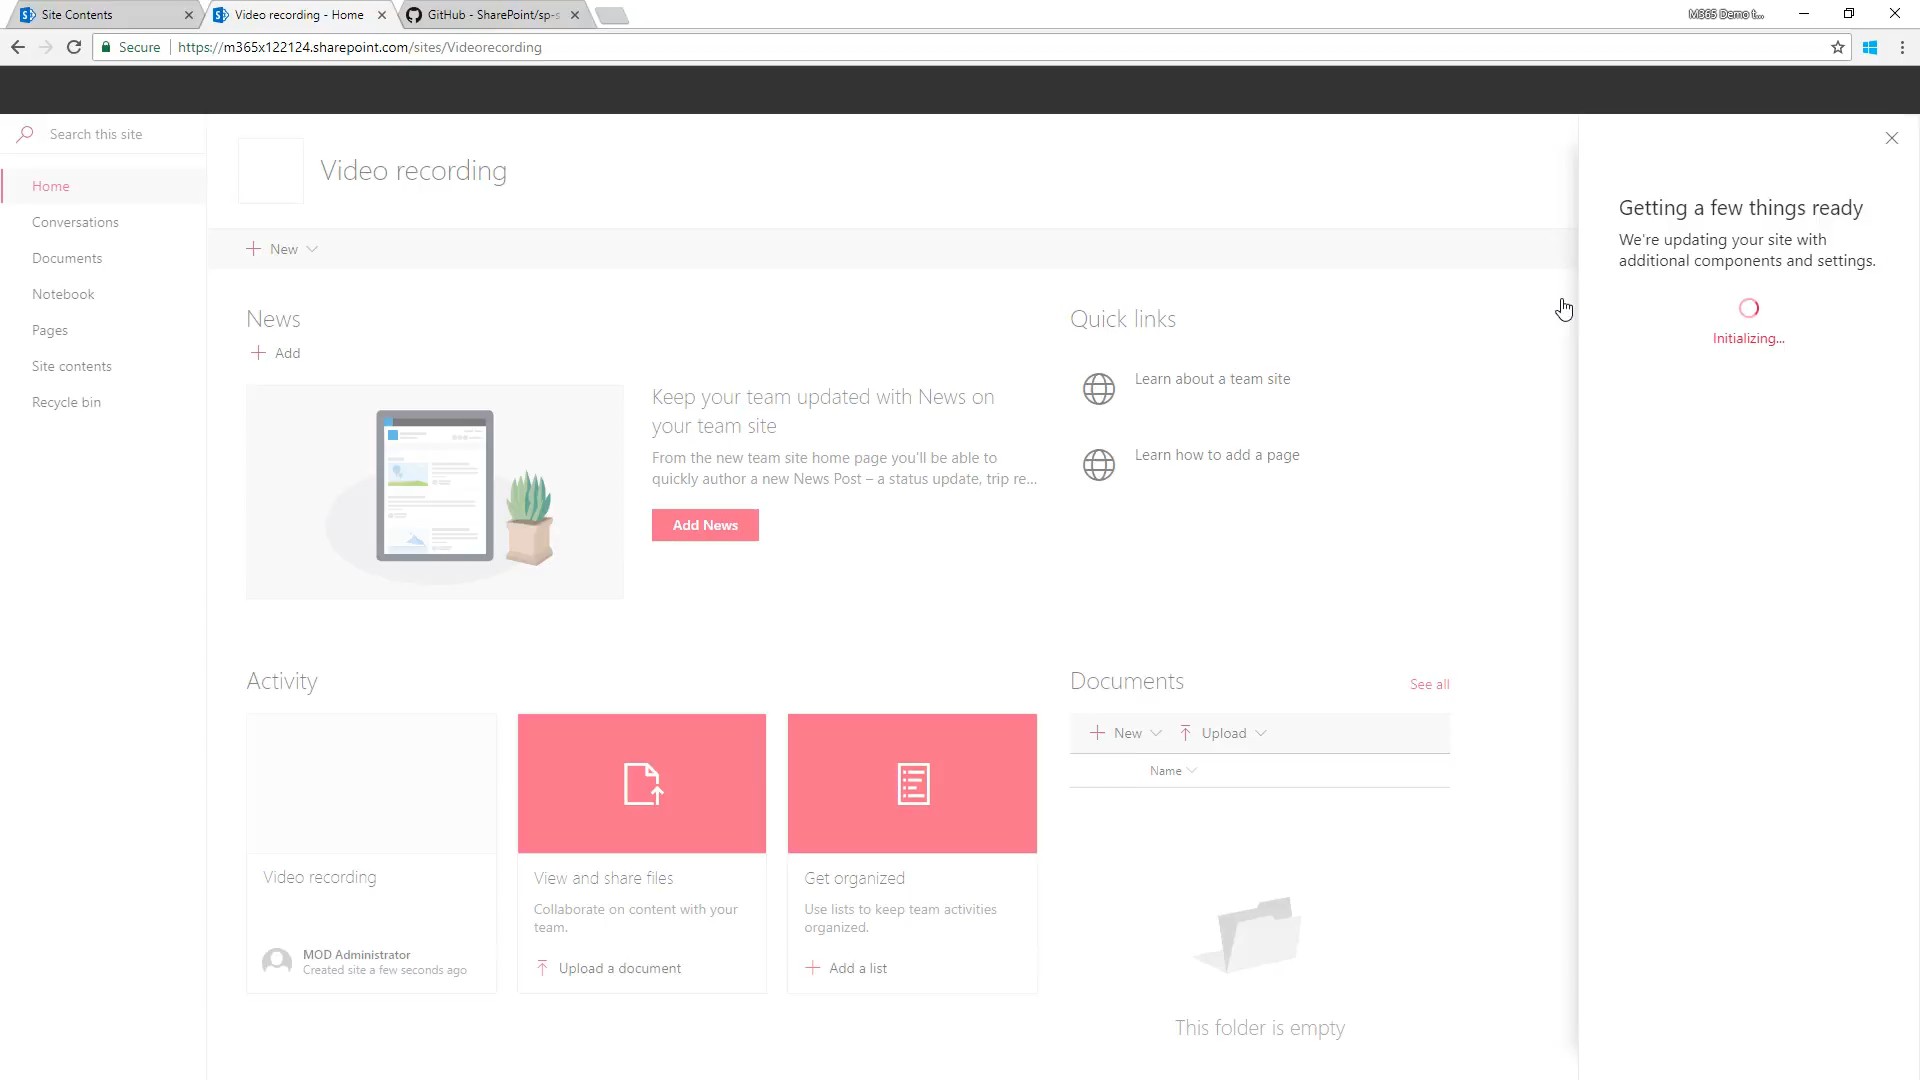 Site Contents
Video recording - Home
GitHub - SharePoint/sp-s
M365 Demo t...
Secure
https://m365x122124.sharepoint.com/sites/Videorecording
Search this site
Home
Conversations
Documents
Notebook
Pages
Site contents
Recycle bin
Video recording
New
News
Add
Keep your team updated with News on
your team site
From the new team site home page you'll be able to
quickly author a new News Post – a status update, trip re...
Add News
Quick links
Learn about a team site
Learn how to add a page
Activity
Video recording
MOD Administrator
Created site a few seconds ago
View and share files
Collaborate on content with your
team.
Upload a document
Get organized
Use lists to keep team activities
organized.
Add a list
Documents
See all
New
Upload
Name
This folder is empty
Getting a few things ready
We're updating your site with
additional components and settings.
Initializing...